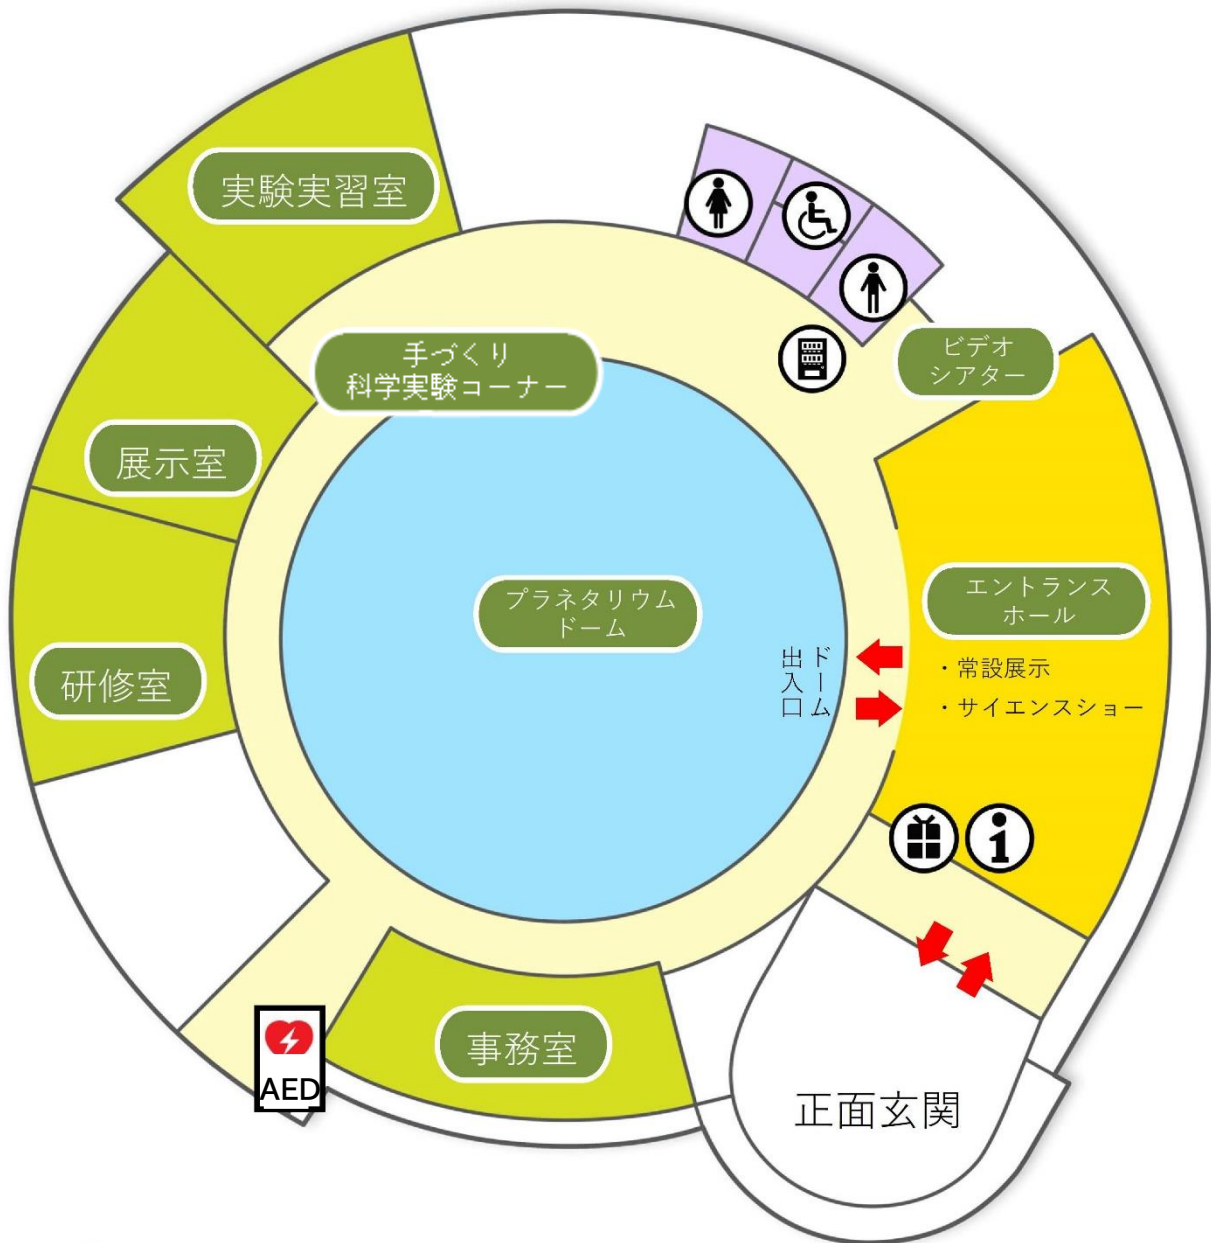 実験実習室
手づくり
科学実験コーナー
ビデオ
シアター
展示室
プラネタリウム
ドーム
エントランス
ホール
・常設展示
・サイエンスショー
ドーム
出入口
研修室
事務室
AED
正面玄関